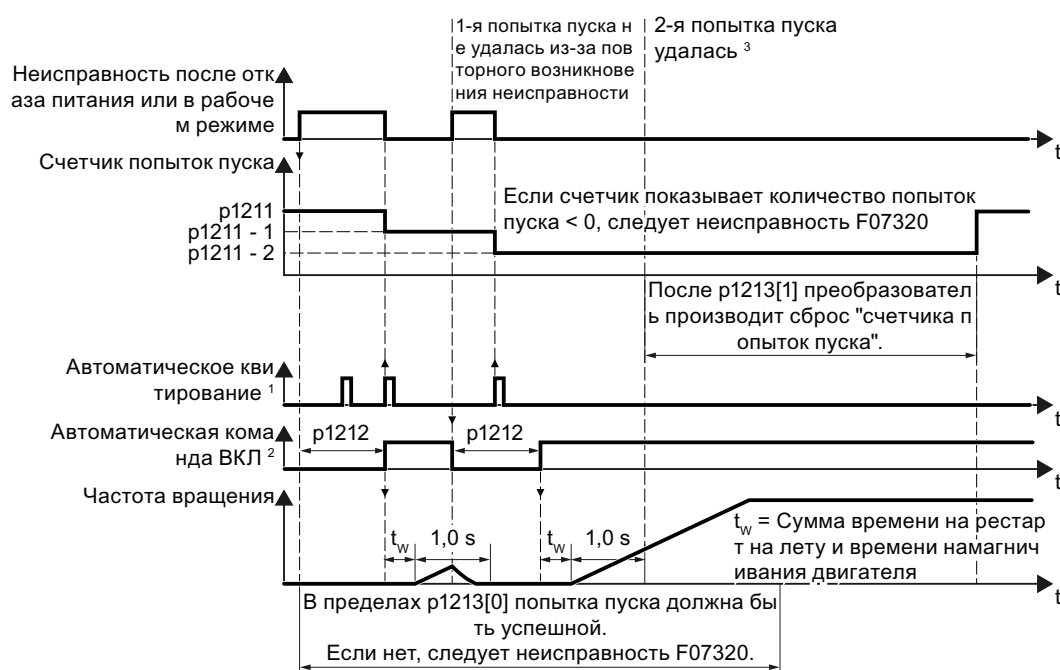 1-я попытка пуска н
е удалась из-за пов
торного возникнове
ния неисправности
2-я попытка пуска
удалась ³
Неисправность после отк
аза питания или в рабоче
м режиме
t
Счетчик попыток пуска
p1211
p1211 - 1
p1211 - 2
Если счетчик показывает количество попыток
пуска < 0, следует неисправность F07320
t
После p1213[1] преобразовател
ь производит сброс "счетчика п
опыток пуска".
Автоматическое кви
тирование ¹
t
Автоматическая кома
нда ВКЛ ²
p1212
p1212
t
Частота вращения
t_w
1,0 s
t_w
1,0 s
t_w = Сумма времени на рестар
т на лету и времени намагнич
ивания двигателя
t
В пределах p1213[0] попытка пуска должна бы
ть успешной.
Если нет, следует неисправность F07320.